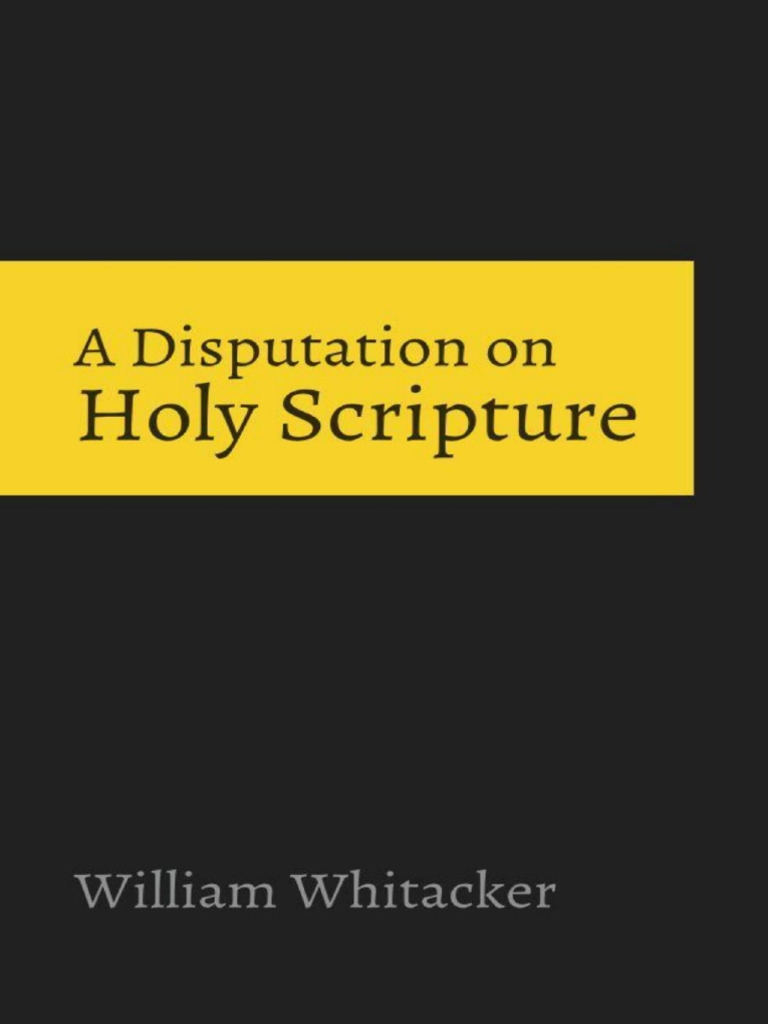 A Disputation on
Holy Scripture
William Whitacker